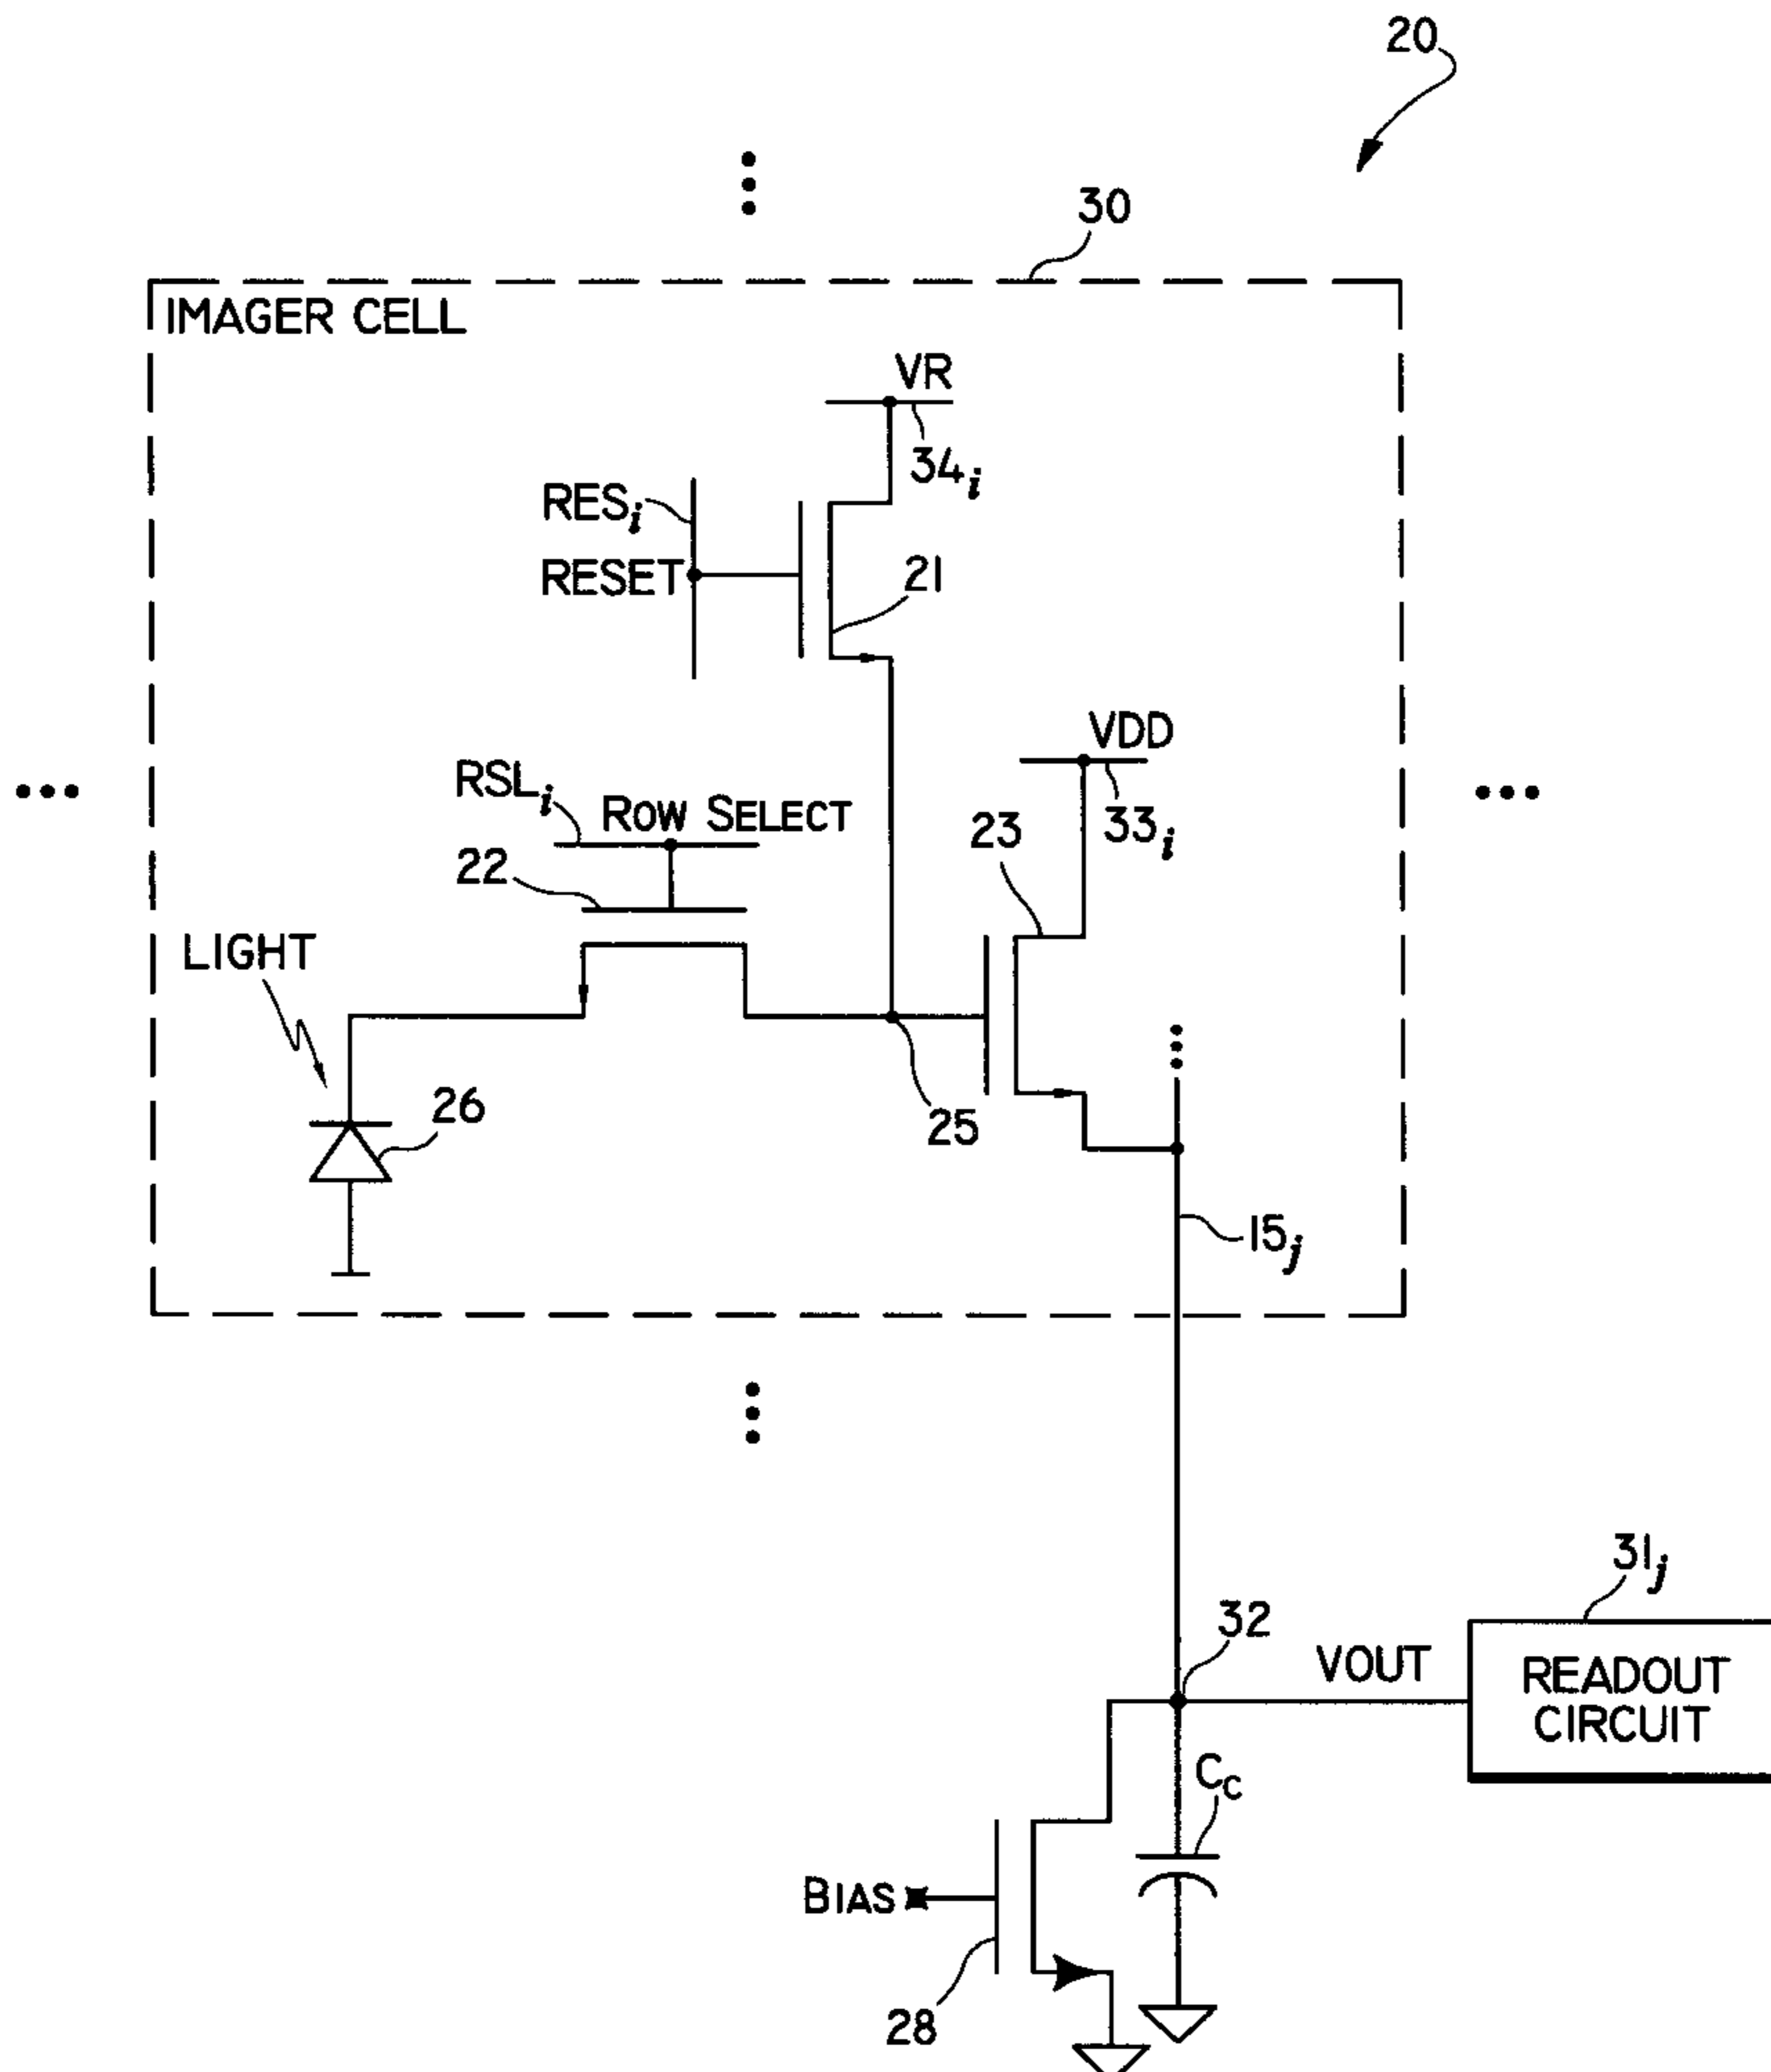 20
30
IMAGER CELL
VR
34i
RESi
RESET
21
VDD
33i
RSLi
ROW SELECT
23
22
LIGHT
26
25
15j
31j
32
VOUT
READOUT
CIRCUIT
Cc
BIAS
28